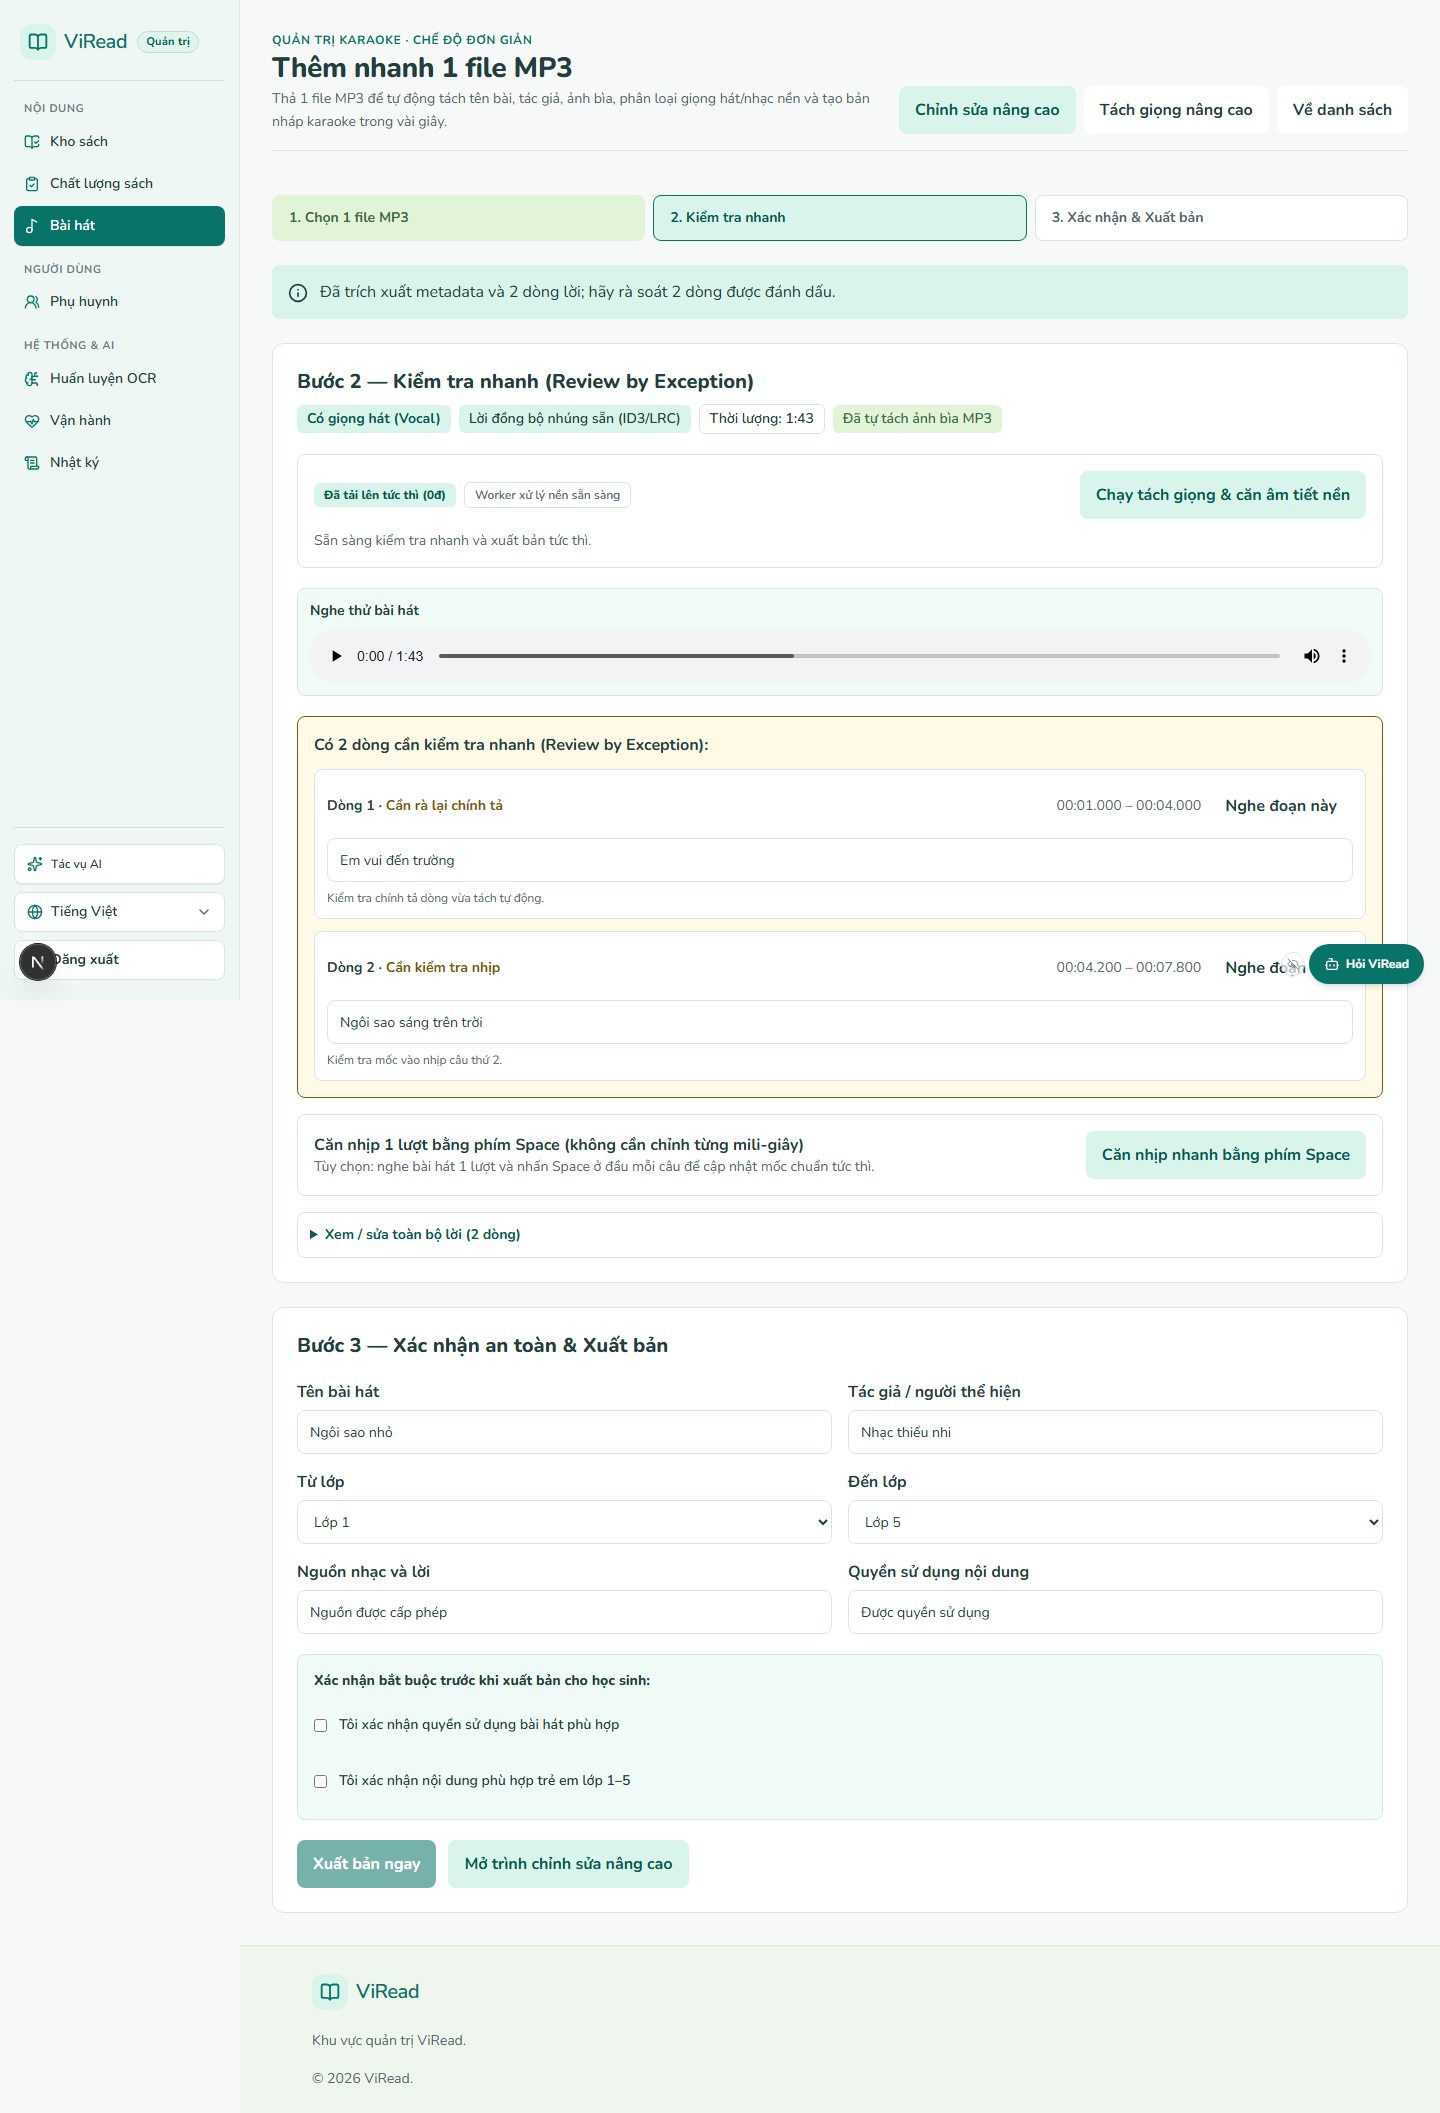 ViRead
Quản trị
NỘI DUNG
Kho sách
Chất lượng sách
Bài hát
NGƯỜI DÙNG
Phụ huynh
HỆ THỐNG & AI
Huấn luyện OCR
Vận hành
Nhật ký
Tác vụ AI
Tiếng Việt
Đăng xuất
QUẢN TRỊ KARAOKE · CHẾ ĐỘ ĐƠN GIẢN
Thêm nhanh 1 file MP3
Thả 1 file MP3 để tự động tách tên bài, tác giả, ảnh bìa, phân loại giọng hát/nhạc nền và tạo bản
nháp karaoke trong vài giây.
Chỉnh sửa nâng cao
Tách giọng nâng cao
Về danh sách
1. Chọn 1 file MP3
2. Kiểm tra nhanh
3. Xác nhận & Xuất bản
Đã trích xuất metadata và 2 dòng lời; hãy rà soát 2 dòng được đánh dấu.
Bước 2 — Kiểm tra nhanh (Review by Exception)
Có giọng hát (Vocal)
Lời đồng bộ nhúng sẵn (ID3/LRC)
Thời lượng: 1:43
Đã tự tách ảnh bìa MP3
Đã tải lên tức thì (0đ)
Worker xử lý nền sẵn sàng
Chạy tách giọng & căn âm tiết nền
Sẵn sàng kiểm tra nhanh và xuất bản tức thì.
Nghe thử bài hát
0:00 / 1:43
Có 2 dòng cần kiểm tra nhanh (Review by Exception):
Dòng 1 · Cần rà lại chính tả
00:01.000 – 00:04.000
Nghe đoạn này
Em vui đến trường
Kiểm tra chính tả dòng vừa tách tự động.
Dòng 2 · Cần kiểm tra nhịp
00:04.200 – 00:07.800
Nghe đoạn
Hỏi ViRead
Ngôi sao sáng trên trời
Kiểm tra mốc vào nhịp câu thứ 2.
Căn nhịp 1 lượt bằng phím Space (không cần chỉnh từng mili-giây)
Tùy chọn: nghe bài hát 1 lượt và nhấn Space ở đầu mỗi câu để cập nhật mốc chuẩn tức thì.
Căn nhịp nhanh bằng phím Space
Xem / sửa toàn bộ lời (2 dòng)
Bước 3 — Xác nhận an toàn & Xuất bản
Tên bài hát
Tác giả / người thể hiện
Ngôi sao nhỏ
Nhạc thiếu nhi
Từ lớp
Đến lớp
Lớp 1
Lớp 5
Nguồn nhạc và lời
Quyền sử dụng nội dung
Nguồn được cấp phép
Được quyền sử dụng
Xác nhận bắt buộc trước khi xuất bản cho học sinh:
Tôi xác nhận quyền sử dụng bài hát phù hợp
Tôi xác nhận nội dung phù hợp trẻ em lớp 1–5
Xuất bản ngay
Mở trình chỉnh sửa nâng cao
ViRead
Khu vực quản trị ViRead.
© 2026 ViRead.